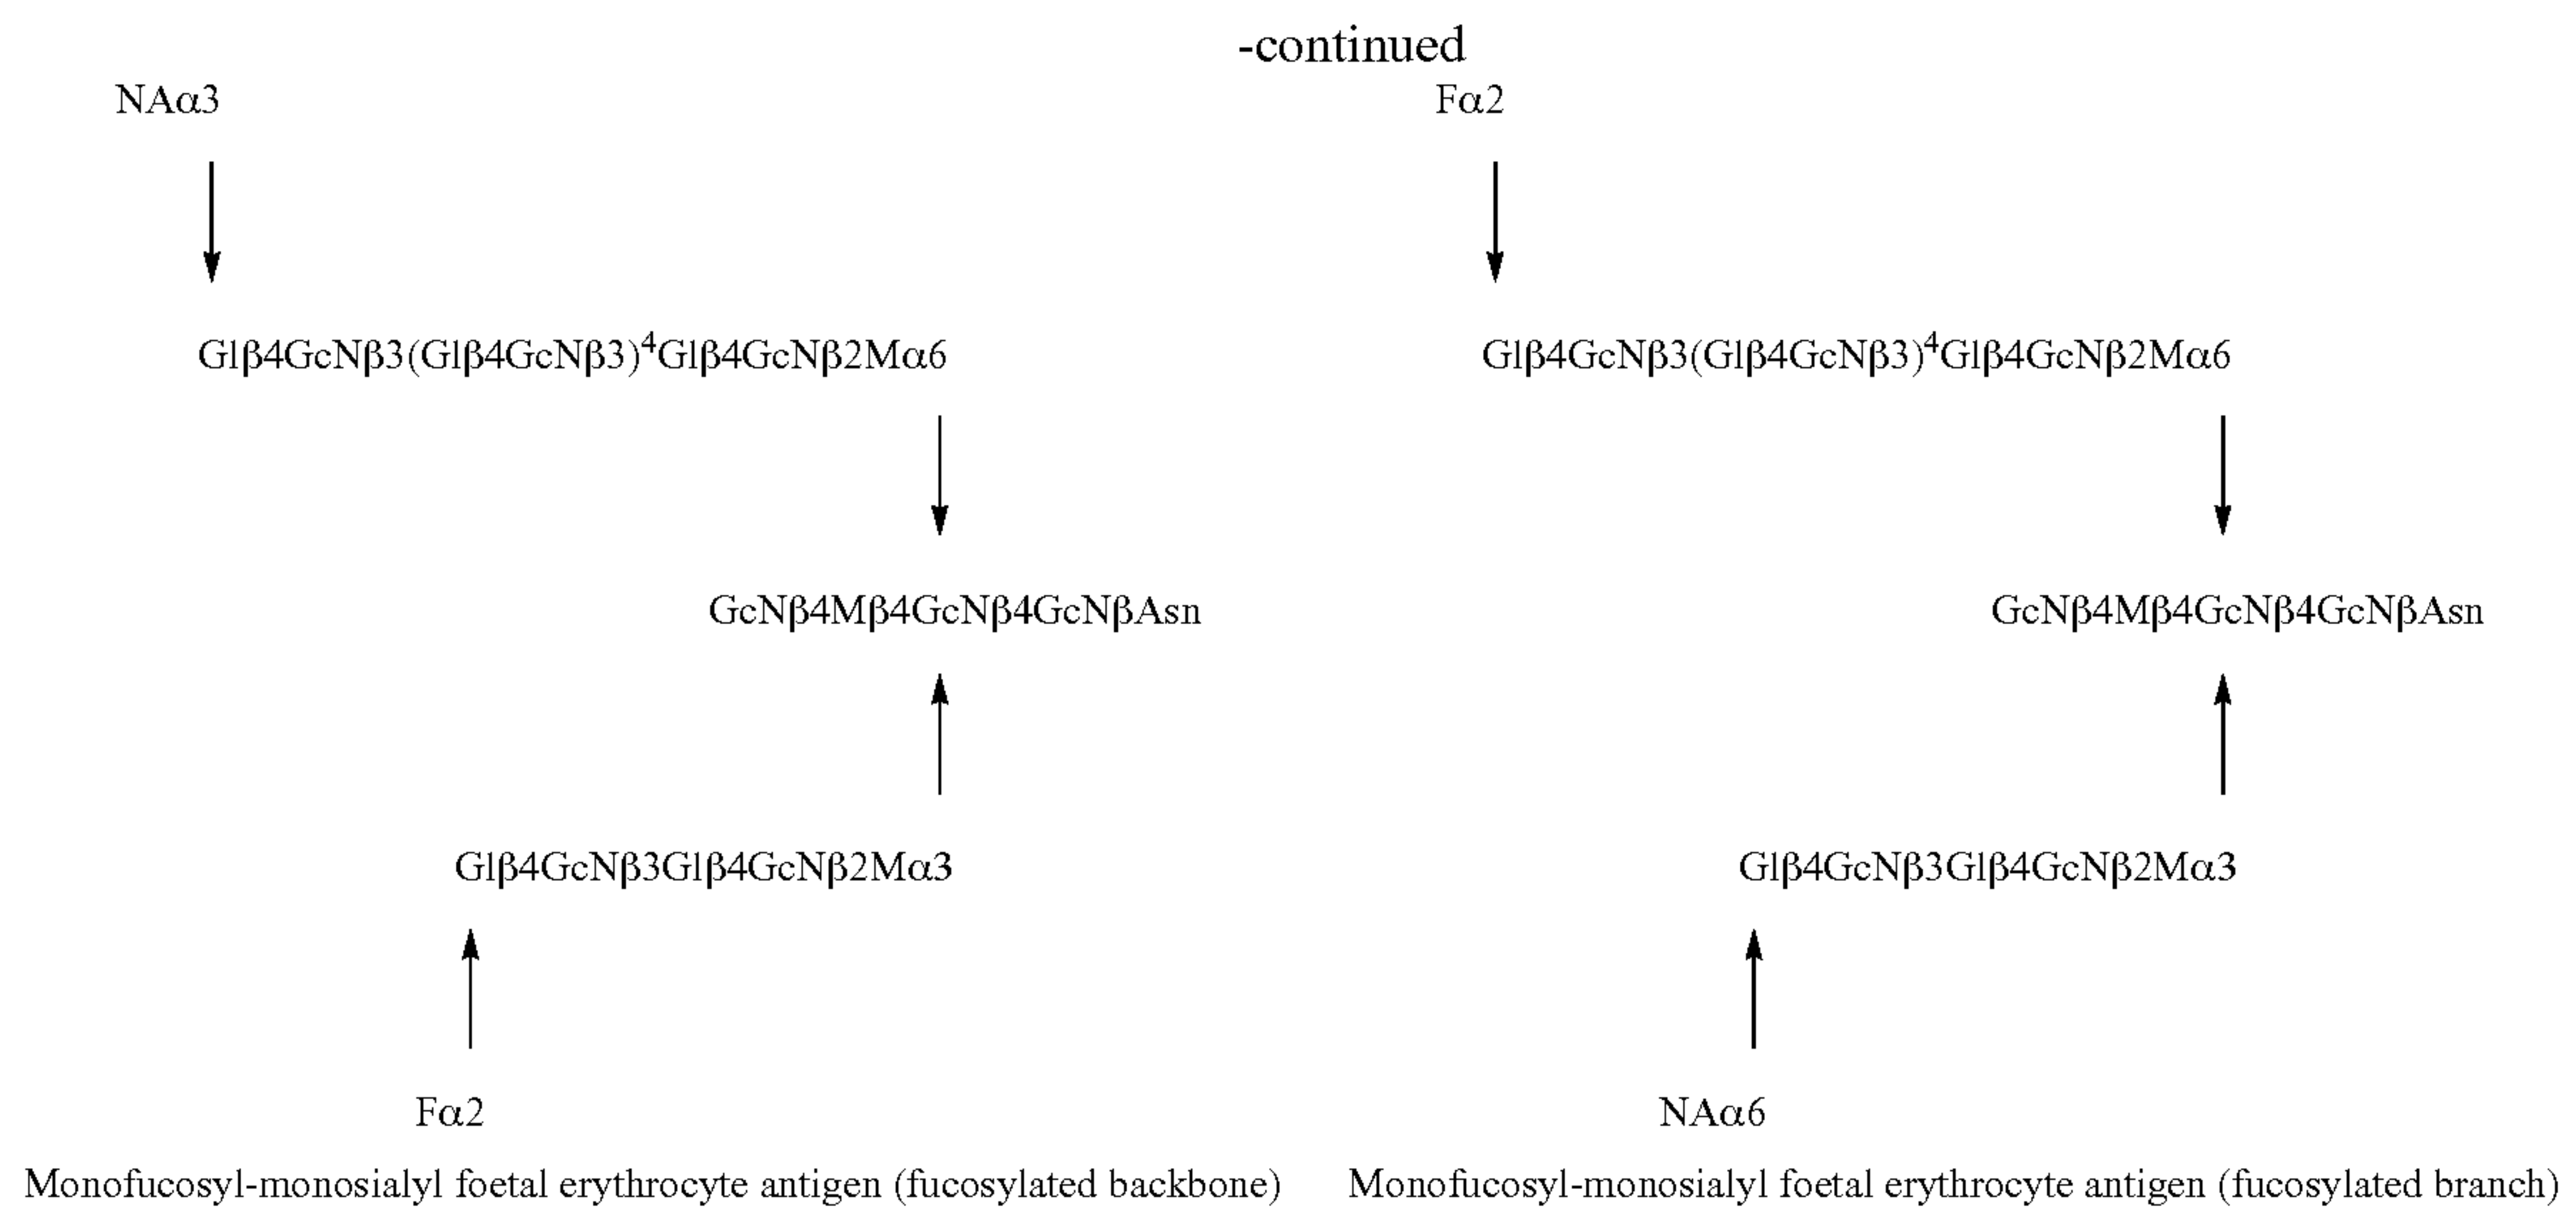 -continued
NAα3
Fα2
Glβ4GcNβ3(Glβ4GcNβ3)⁴Glβ4GcNβ2Mα6
Glβ4GcNβ3(Glβ4GcNβ3)⁴Glβ4GcNβ2Mα6
GcNβ4Mβ4GcNβ4GcNβAsn
GcNβ4Mβ4GcNβ4GcNβAsn
Glβ4GcNβ3Glβ4GcNβ2Mα3
Glβ4GcNβ3Glβ4GcNβ2Mα3
Fα2
NAα6
Monofucosyl-monosialyl foetal erythrocyte antigen (fucosylated backbone)
Monofucosyl-monosialyl foetal erythrocyte antigen (fucosylated branch)